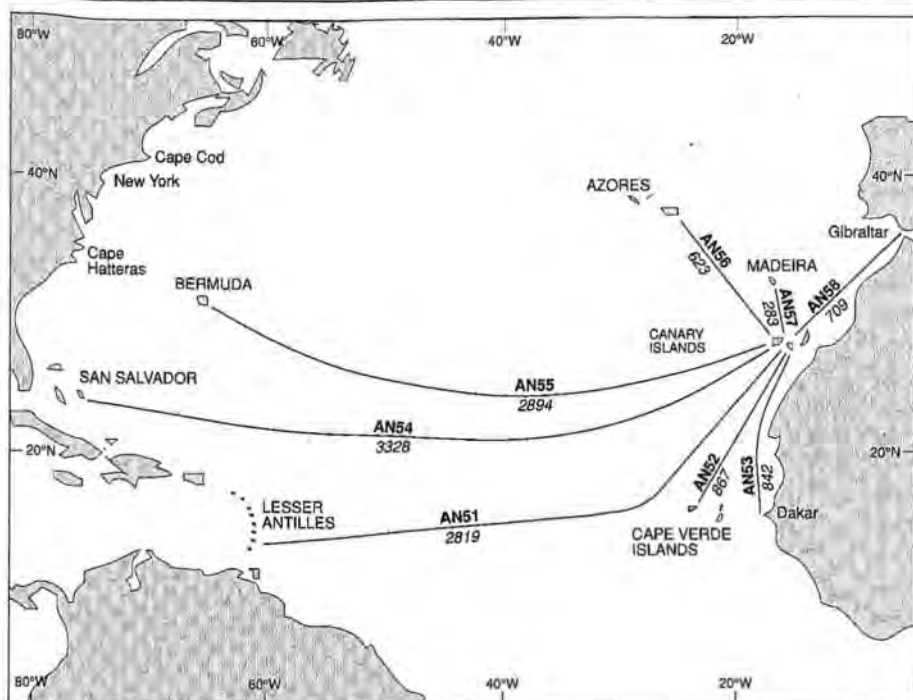 80°W
60°W
40°W
20°W
Cape Cod
40°N
New York
AZORES
40°N
Gibraltar
Cape
Hatteras
AN56
623
MADEIRA
BERMUDA
AN57
283
AN58
709
CANARY
ISLANDS
SAN SALVADOR
AN55
2894
AN54
3328
20°N
20°N
AN52
867
AN53
842
LESSER
ANTILLES
AN51
2819
Dakar
CAPE VERDE
ISLANDS
80°W
60°W
40°W
20°W